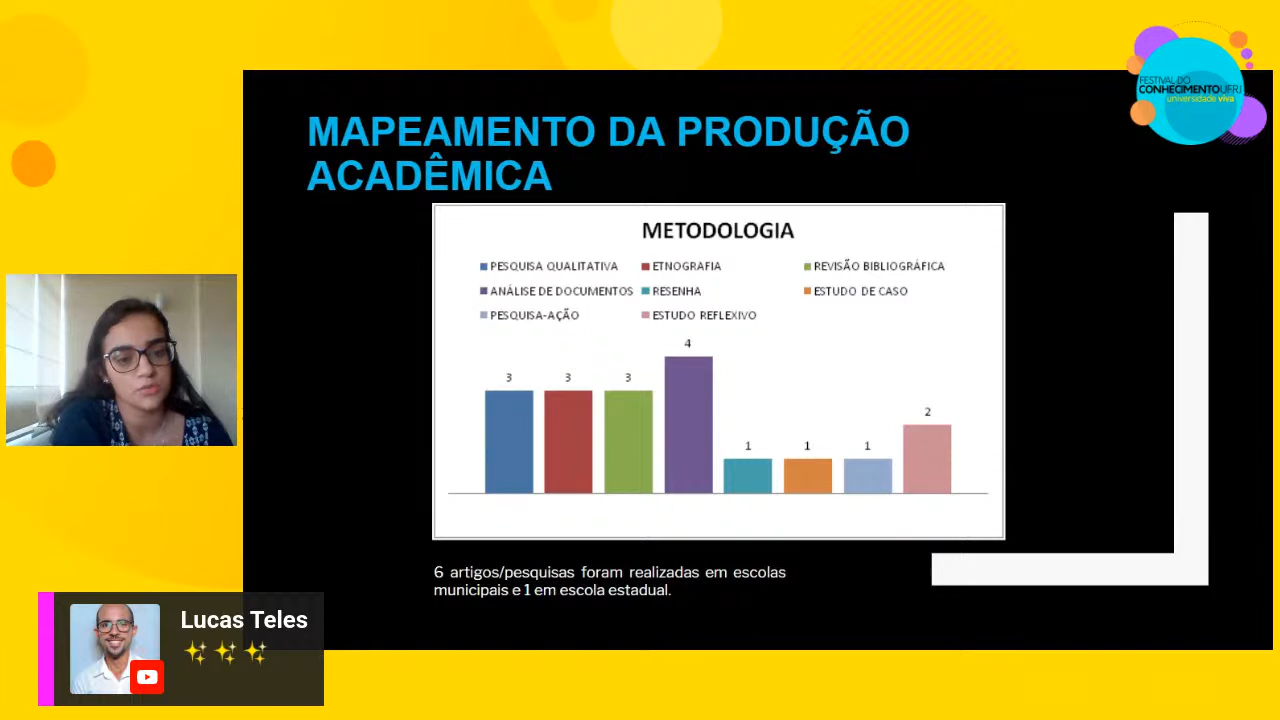 FESTIVAL DO
CONHECIMENTO UFRJ
universidade viva
MAPEAMENTO DA PRODUÇÃO
ACADÊMICA
METODOLOGIA
PESQUISA QUALITATIVA ETNOGRAFIA REVISÃO BIBLIOGRÁFICA
ANÁLISE DE DOCUMENTOS RESENHA ESTUDO DE CASO
PESQUISA-AÇÃO ESTUDO REFLEXIVO
3 3 3 4 1 1 1 2
6 artigos/pesquisas foram realizadas em escolas
municipais e 1 em escola estadual.
Lucas Teles
✨ ✨ ✨